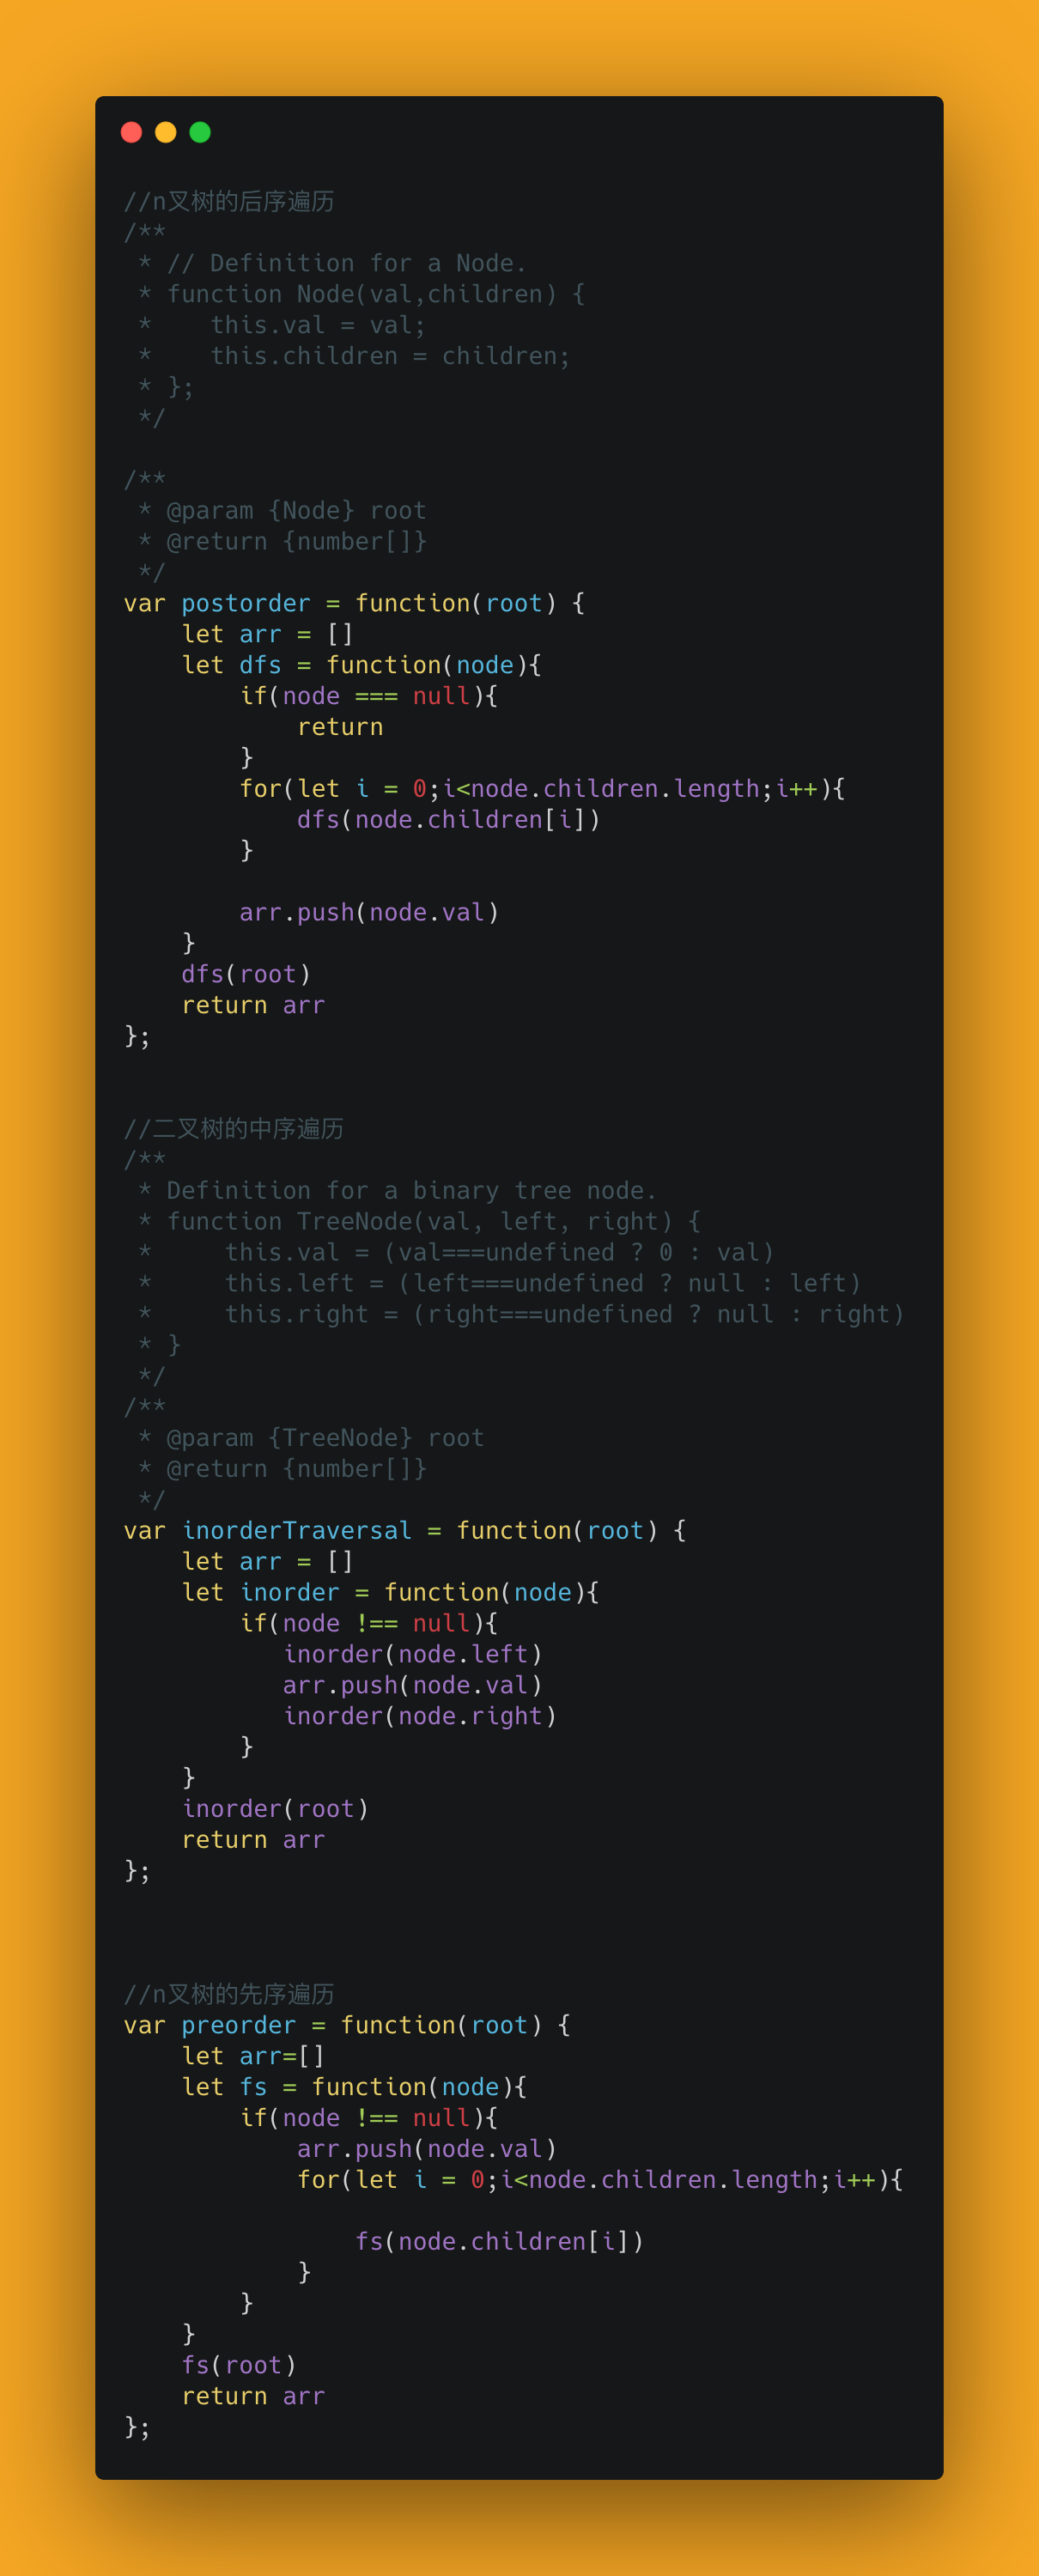 //n叉树的后序遍历
/**
 * // Definition for a Node.
 * function Node(val,children) {
 *    this.val = val;
 *    this.children = children;
 * };
 */

/**
 * @param {Node} root
 * @return {number[]}
 */
var postorder = function(root) {
    let arr = []
    let dfs = function(node){
        if(node === null){
            return
        }
        for(let i = 0;i<node.children.length;i++){
            dfs(node.children[i])
        }

        arr.push(node.val)
    }
    dfs(root)
    return arr
};


//二叉树的中序遍历
/**
 * Definition for a binary tree node.
 * function TreeNode(val, left, right) {
 *     this.val = (val===undefined ? 0 : val)
 *     this.left = (left===undefined ? null : left)
 *     this.right = (right===undefined ? null : right)
 * }
 */
/**
 * @param {TreeNode} root
 * @return {number[]}
 */
var inorderTraversal = function(root) {
    let arr = []
    let inorder = function(node){
        if(node !== null){
           inorder(node.left)
           arr.push(node.val)
           inorder(node.right)
        }
    }
    inorder(root)
    return arr
};



//n叉树的先序遍历
var preorder = function(root) {
    let arr=[]
    let fs = function(node){
        if(node !== null){
            arr.push(node.val)
            for(let i = 0;i<node.children.length;i++){

                fs(node.children[i])
            }
        }
    }
    fs(root)
    return arr
};